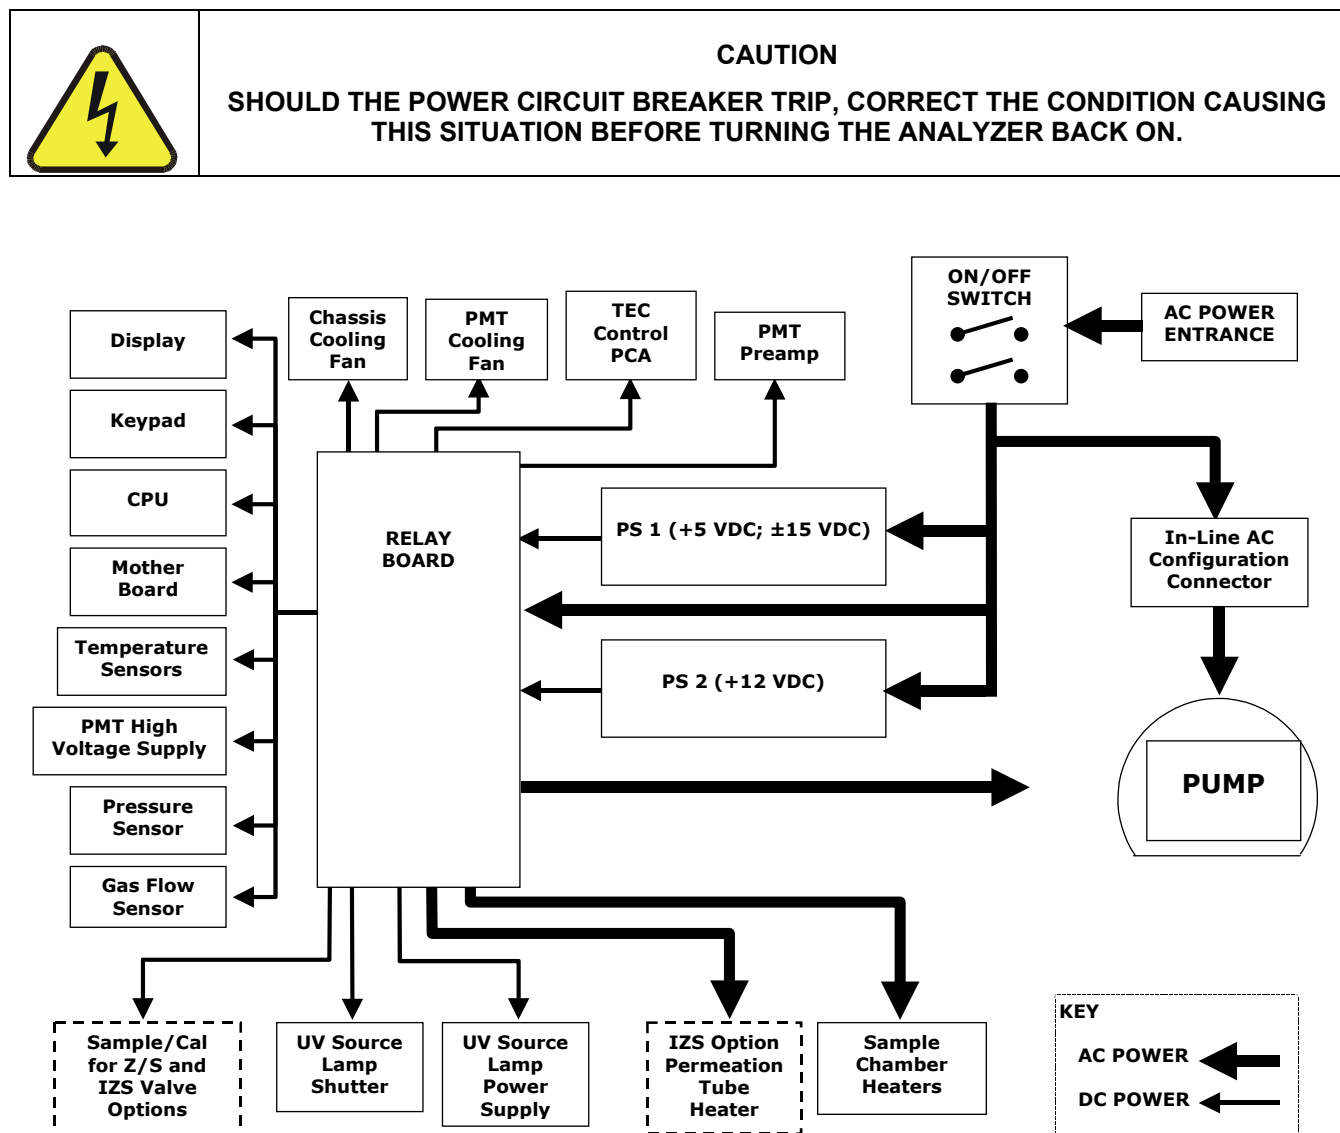 CAUTION
SHOULD THE POWER CIRCUIT BREAKER TRIP, CORRECT THE CONDITION CAUSING
THIS SITUATION BEFORE TURNING THE ANALYZER BACK ON.
ON/OFF
SWITCH
AC POWER
ENTRANCE
Display
Keypad
CPU
Mother
Board
Temperature
Sensors
PMT High
Voltage Supply
Pressure
Sensor
Gas Flow
Sensor
Chassis
Cooling
Fan
PMT
Cooling
Fan
TEC
Control
PCA
PMT
Preamp
RELAY
BOARD
PS 1 (+5 VDC; ±15 VDC)
PS 2 (+12 VDC)
In-Line AC
Configuration
Connector
PUMP
Sample/Cal
for Z/S and
IZS Valve
Options
UV Source
Lamp
Shutter
UV Source
Lamp
Power
Supply
IZS Option
Permeation
Tube
Heater
Sample
Chamber
Heaters
KEY
AC POWER
DC POWER